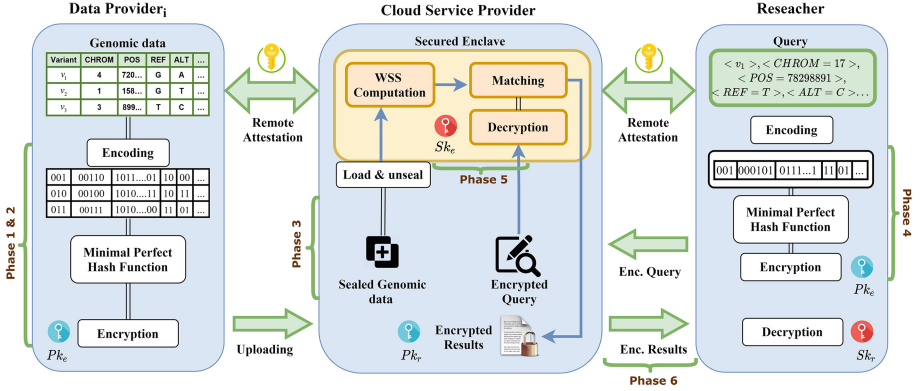 Data Provider_i
Genomic data
Variant CHROM POS REF ALT ...
v_1 4 720... G A ...
v_2 1 158... G T ...
v_3 3 899... T C ...
Encoding
001 00110 1011....01 10 00 ...
010 00100 1010....11 10 11 ...
011 00111 1010....00 11 01 ...
Minimal Perfect
Hash Function
Encryption
Pk_e
Phase 1 & 2
Remote
Attestation
Uploading
Cloud Service Provider
Secured Enclave
WSS
Computation
Matching
Decryption
Sk_e
Load & unseal
Phase 5
Phase 3
Sealed Genomic
data
Encrypted
Query
Pk_r
Encrypted
Results
Remote
Attestation
Enc. Query
Enc. Results
Phase 6
Reseacher
Query
< v_1 >, < CHROM = 17 >,
< POS = 78298891 >,
< REF = T >, < ALT = C > ...
Encoding
001 000101 0111....1 11 01 ...
Minimal Perfect
Hash Function
Encryption
Pk_e
Phase 4
Decryption
Sk_r